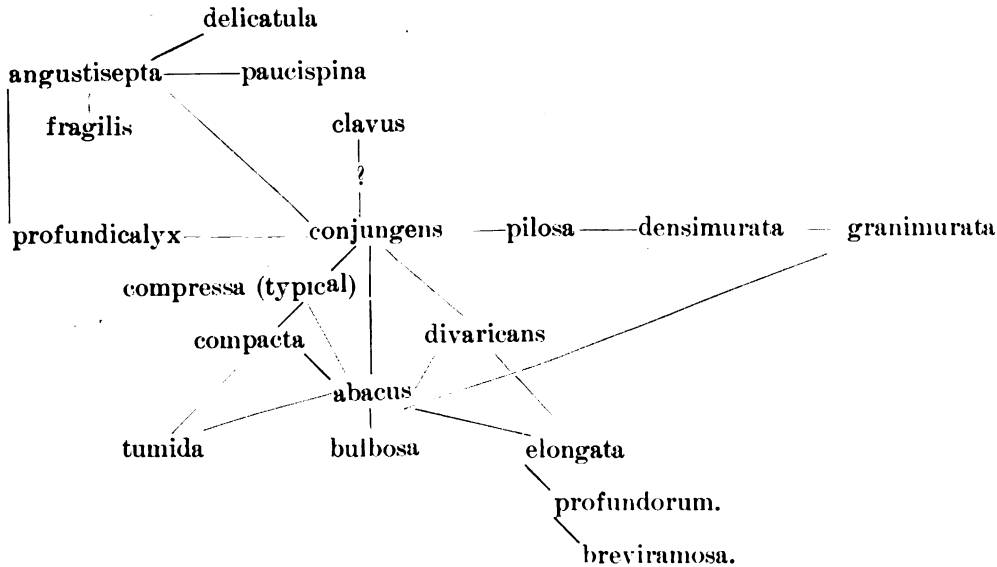 delicatula
angustisepta paucispina
fragilis clavus
?
profundicalyx conjungens pilosa densimurata granimurata
compressa (typical)
compacta divaricans
abacus
tumida bulbosa elongata
profundorum.
breviramosa.